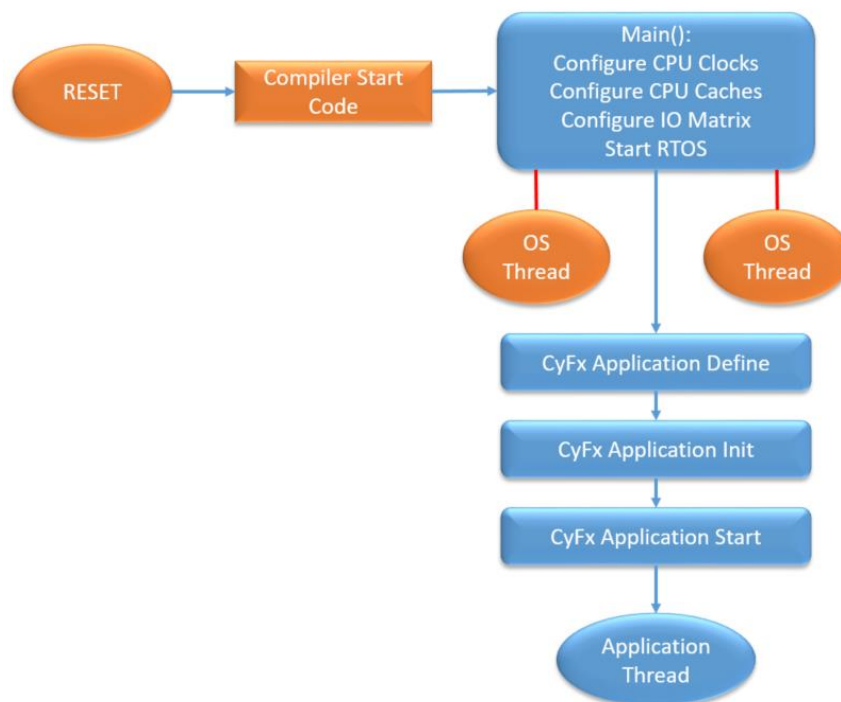 RESET
Compiler Start
Code
Main():
Configure CPU Clocks
Configure CPU Caches
Configure IO Matrix
Start RTOS
OS
Thread
OS
Thread
CyFx Application Define
CyFx Application Init
CyFx Application Start
Application
Thread